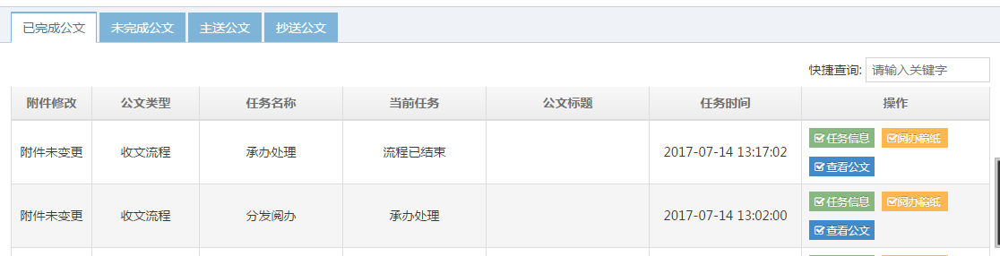 已完成公文 未完成公文 主送公文 抄送公文
快捷查询: 请输入关键字
附件修改 公文类型 任务名称 当前任务 公文标题 任务时间 操作
附件未变更 收文流程 承办处理 流程已结束 2017-07-14 13:17:02 任务信息 阅办稿纸
查看公文
附件未变更 收文流程 分发阅办 承办处理 2017-07-14 13:02:00 任务信息 阅办稿纸
查看公文